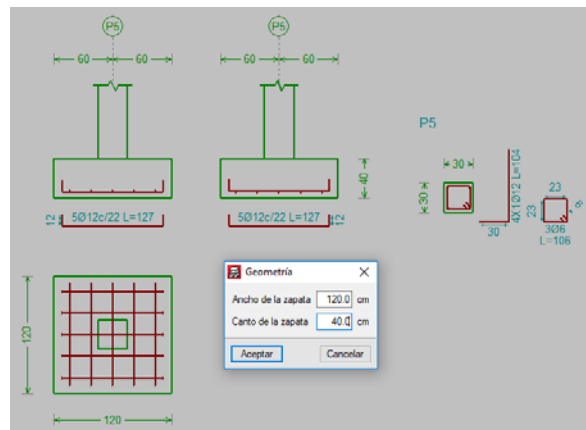 P5
P5
60
60
60
60
P5
30
30
40
12
5Ø12c/22 L=127
5Ø12c/22 L=127
12
4X1Ø12 L=104
30
23
23
8
3Ø6
L=106
Geometría
Ancho de la zapata 120.0 cm
Canto de la zapata 40.0 cm
Aceptar
Cancelar
120
120